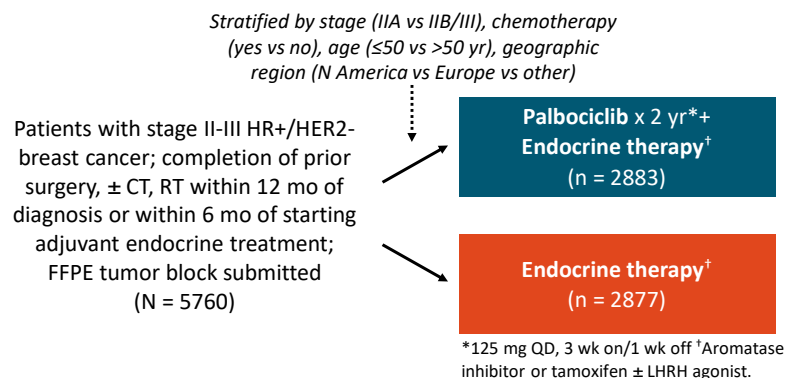 Stratified by stage (IIA vs IIB/III), chemotherapy
(yes vs no), age (≤50 vs >50 yr), geographic
region (N America vs Europe vs other)
Patients with stage II-III HR+/HER2-
breast cancer; completion of prior
surgery, ± CT, RT within 12 mo of
diagnosis or within 6 mo of starting
adjuvant endocrine treatment;
FFPE tumor block submitted
(N = 5760)
Palbociclib x 2 yr*+
Endocrine therapy†
(n = 2883)
Endocrine therapy†
(n = 2877)
*125 mg QD, 3 wk on/1 wk off †Aromatase
inhibitor or tamoxifen ± LHRH agonist.